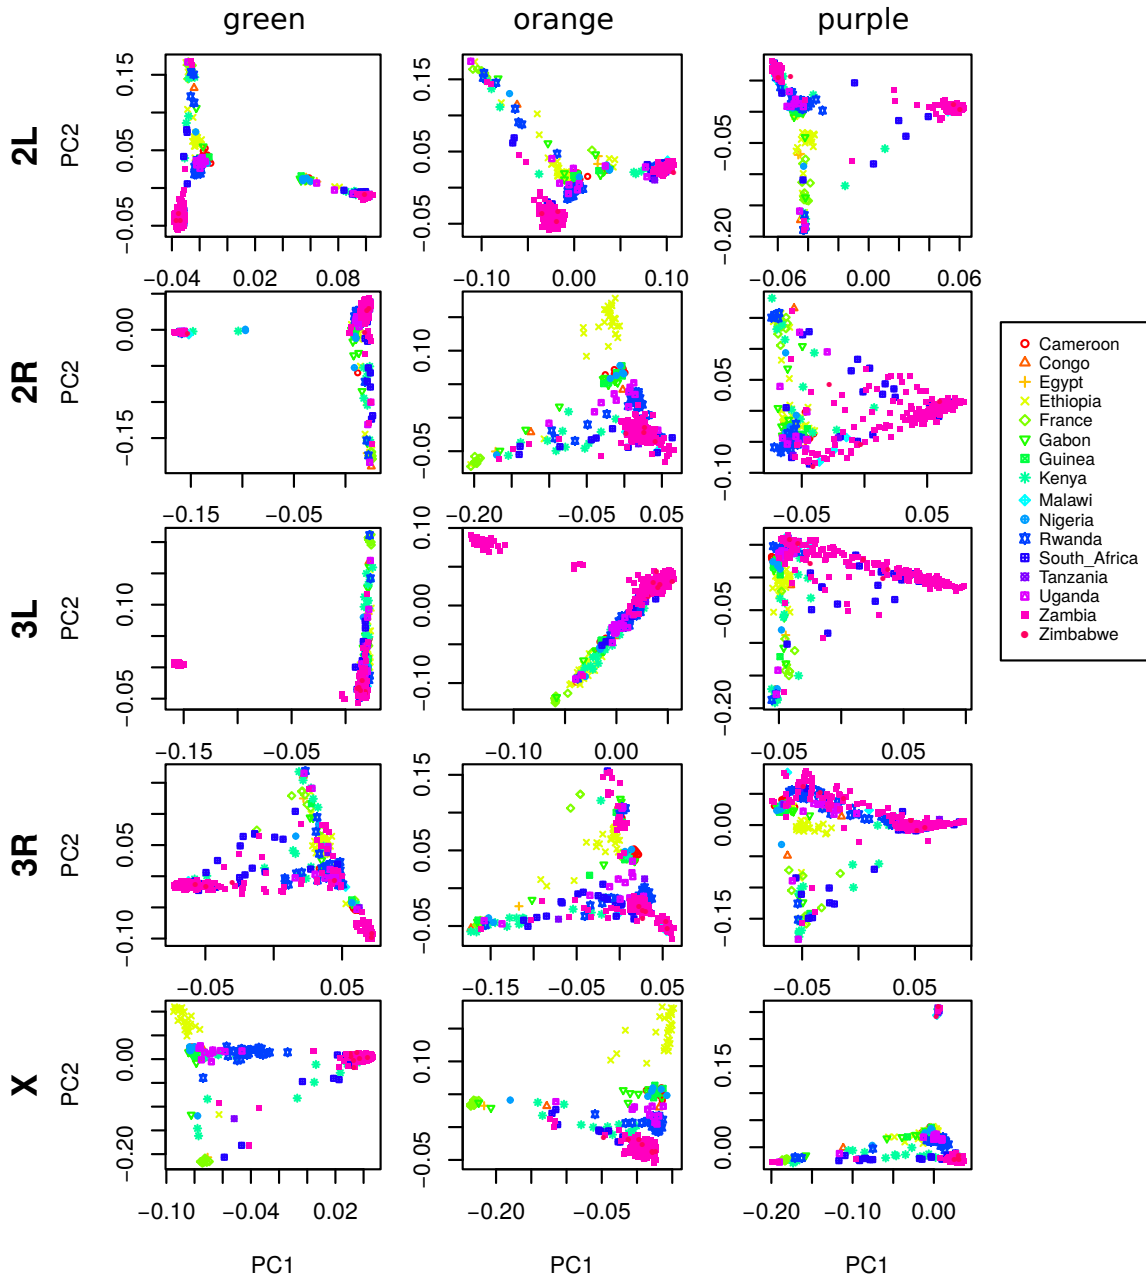 green orange purple
2L
PC2
−0.05 0.05 0.15
−0.04 0.02 0.08
−0.05 0.05 0.15
−0.10 0.00 0.10
−0.20 −0.05
−0.06 0.00 0.06
2R
PC2
−0.15 0.00
−0.15 −0.05
−0.05 0.10
−0.20 −0.05 0.05
−0.10 0.05
−0.05 0.05
3L
PC2
−0.05 0.10
−0.15 −0.05
−0.10 0.00 0.10
−0.10 0.00
−0.20 −0.05
−0.05 0.05
3R
PC2
−0.10 0.05
−0.05 0.05
−0.05 0.05 0.15
−0.15 −0.05 0.05
−0.15 0.00
−0.05 0.05
X
PC2
−0.20 0.00
−0.10 −0.04 0.02
−0.05 0.10
−0.20 −0.05
0.00 0.15
−0.20 −0.10 0.00
PC1 PC1 PC1
Cameroon
Congo
Egypt
Ethiopia
France
Gabon
Guinea
Kenya
Malawi
Nigeria
Rwanda
South_Africa
Tanzania
Uganda
Zambia
Zimbabwe